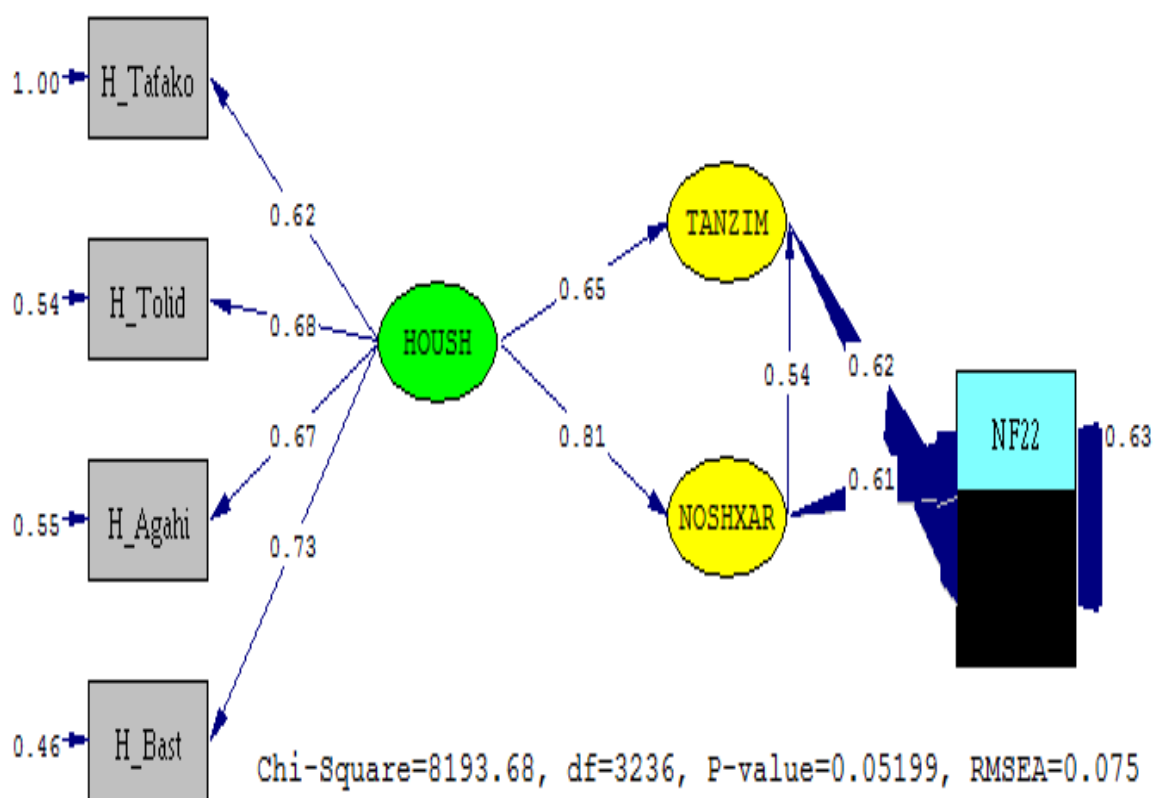 1.00
H_Tafako
0.62
0.54
H_Tolid
0.68
HOUSH
0.65
TANZIM
0.54
0.62
NF22
0.63
0.55
H_Agahi
0.67
0.81
NOSHXAR
0.61
0.73
0.46
H_Bast
Chi-Square=8193.68, df=3236, P-value=0.05199, RMSEA=0.075